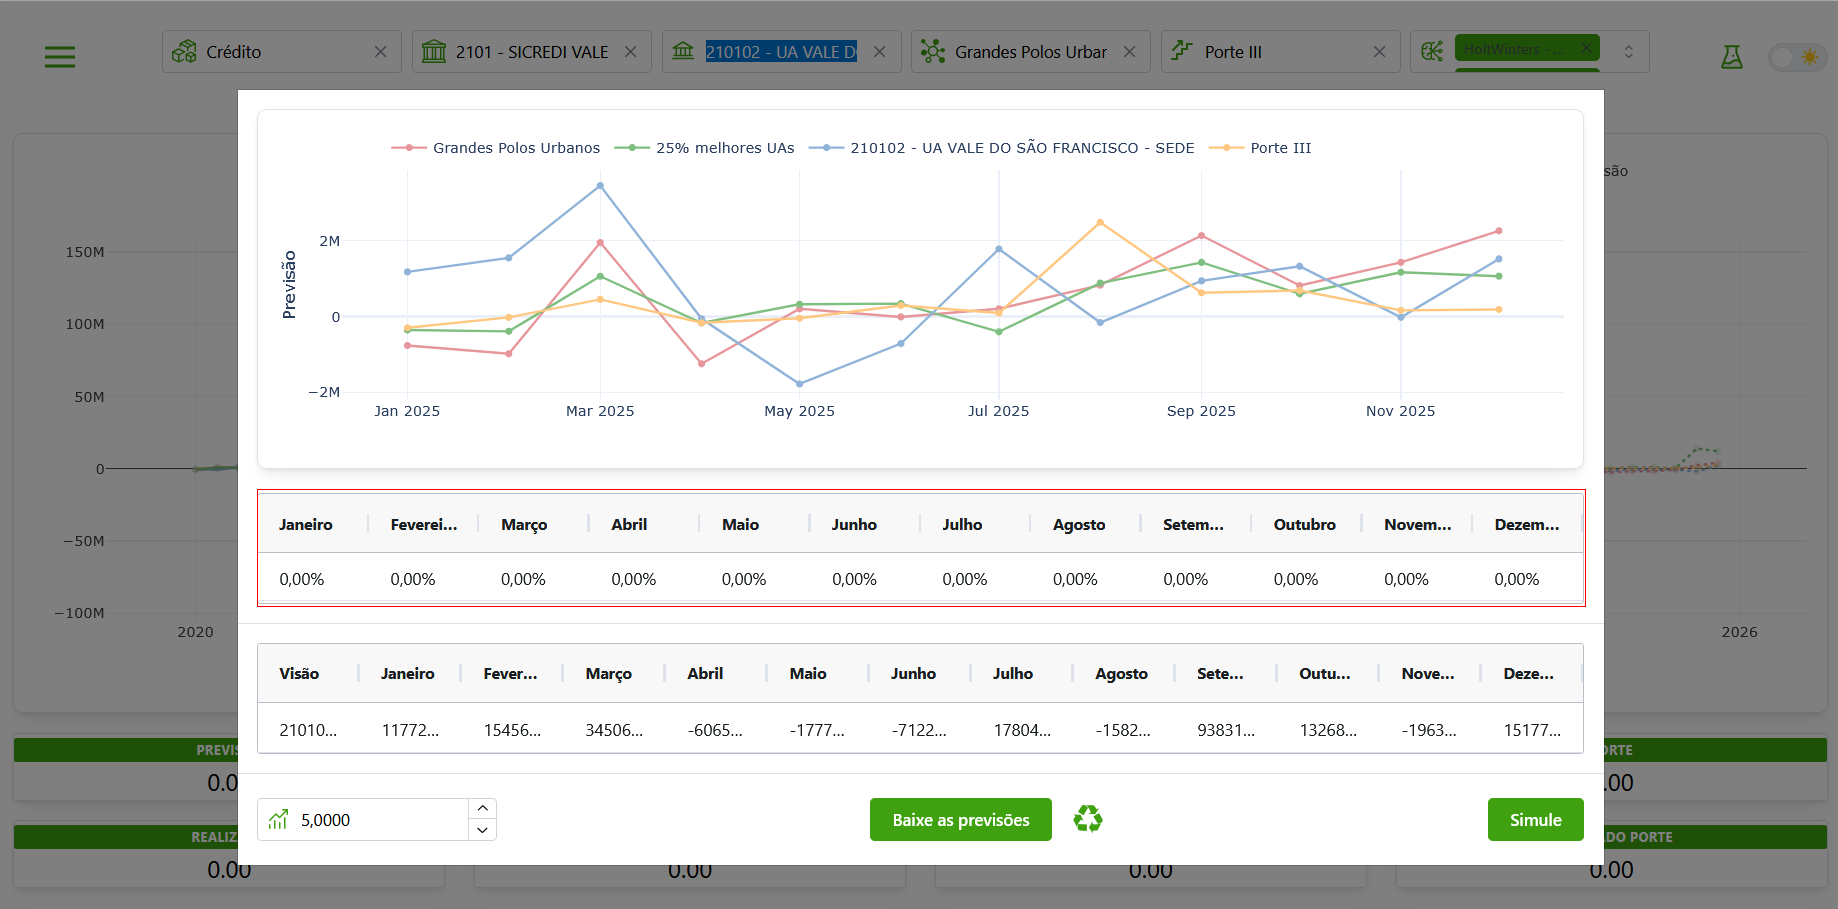 Crédito
2101 - SICREDI VALE
210102 - UA VALE D
Grandes Polos Urbar
Porte III
HoltWinters - ...
Grandes Polos Urbanos
25% melhores UAs
210102 - UA VALE DO SÃO FRANCISCO - SEDE
Porte III
são
Previsão
2M
0
−2M
Jan 2025
Mar 2025
May 2025
Jul 2025
Sep 2025
Nov 2025
150M
100M
50M
0
−50M
−100M
2020
2026
Janeiro Feverei... Março Abril Maio Junho Julho Agosto Setem... Outubro Novem... Dezem...
0,00% 0,00% 0,00% 0,00% 0,00% 0,00% 0,00% 0,00% 0,00% 0,00% 0,00% 0,00%
Visão Janeiro Fever... Março Abril Maio Junho Julho Agosto Sete... Outu... Nove... Deze...
21010... 11772... 15456... 34506... -6065... -1777... -7122... 17804... -1582... 93831... 13268... -1963... 15177...
PREVIS
ORTE
0.0
.00
5,0000
Baixe as previsões
Simule
REALIZ
DO PORTE
0.00
0.00
0.00
0.00